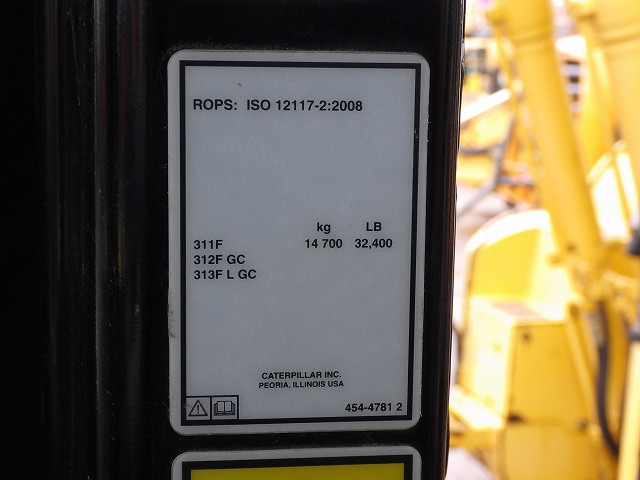 ROPS: ISO 12117-2:2008
kg LB
311F 14 700 32,400
312F GC
313F L GC
CATERPILLAR INC.
PEORIA, ILLINOIS USA
454-4781 2